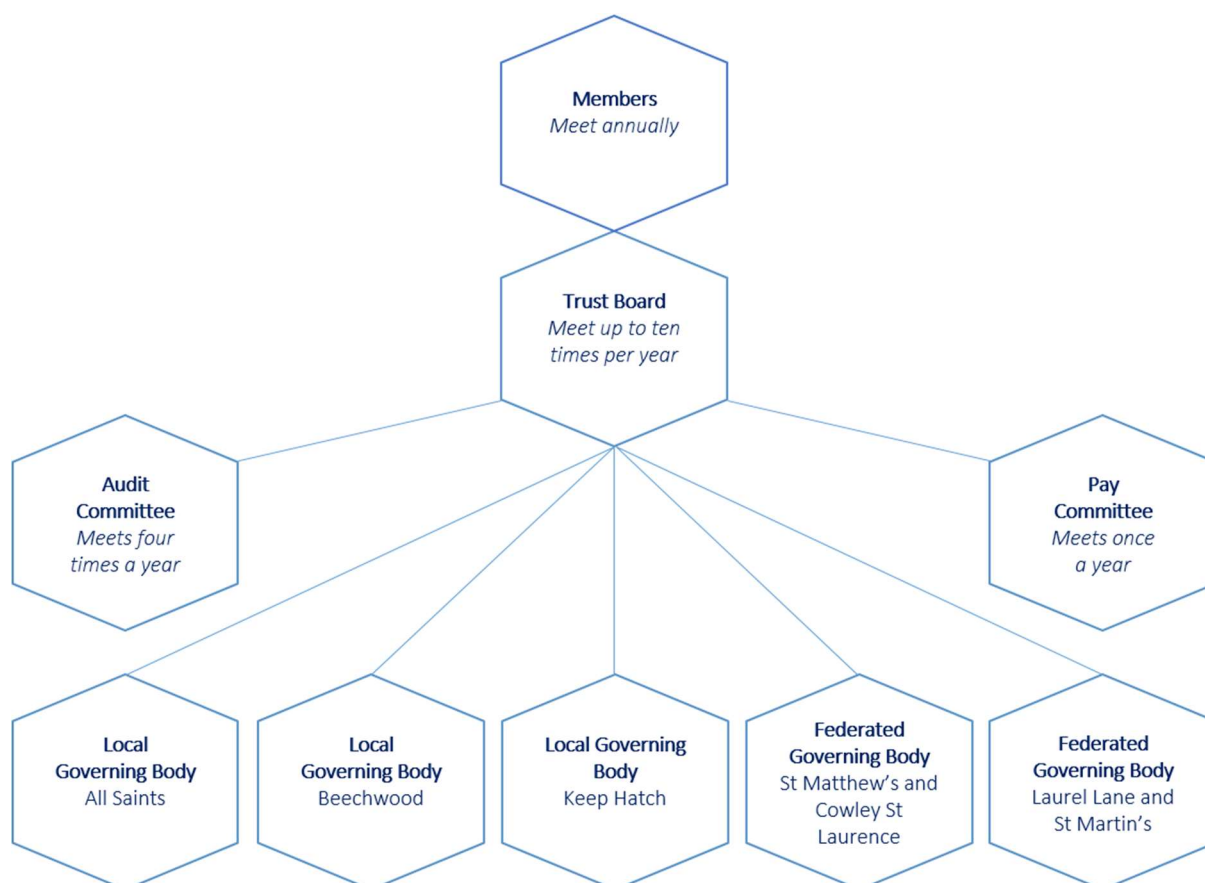 Members
Meet annually
Trust Board
Meet up to ten
times per year
Audit
Committee
Meets four
times a year
Pay
Committee
Meets once
a year
Local
Governing Body
All Saints
Local
Governing Body
Beechwood
Local Governing
Body
Keep Hatch
Federated
Governing Body
St Matthew’s and
Cowley St
Laurence
Federated
Governing Body
Laurel Lane and
St Martin’s